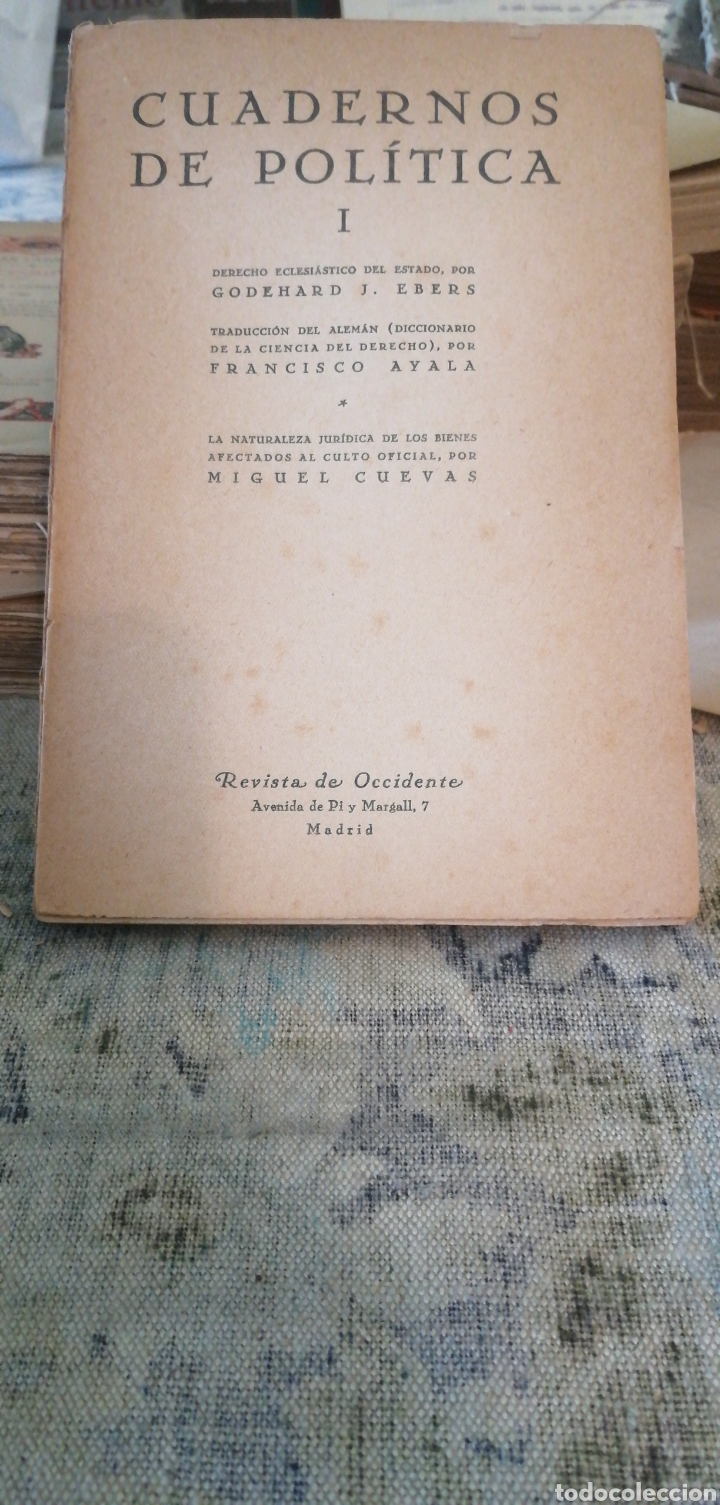 CUADERNOS
DE POLÍTICA
I
DERECHO ECLESIÁSTICO DEL ESTADO, POR
GODEHARD J. EBERS
TRADUCCIÓN DEL ALEMÁN (DICCIONARIO
DE LA CIENCIA DEL DERECHO), POR
FRANCISCO AYALA
*
LA NATURALEZA JURÍDICA DE LOS BIENES
AFECTADOS AL CULTO OFICIAL, POR
MIGUEL CUEVAS
Revista de Occidente
Avenida de Pi y Margall, 7
Madrid
todocoleccion